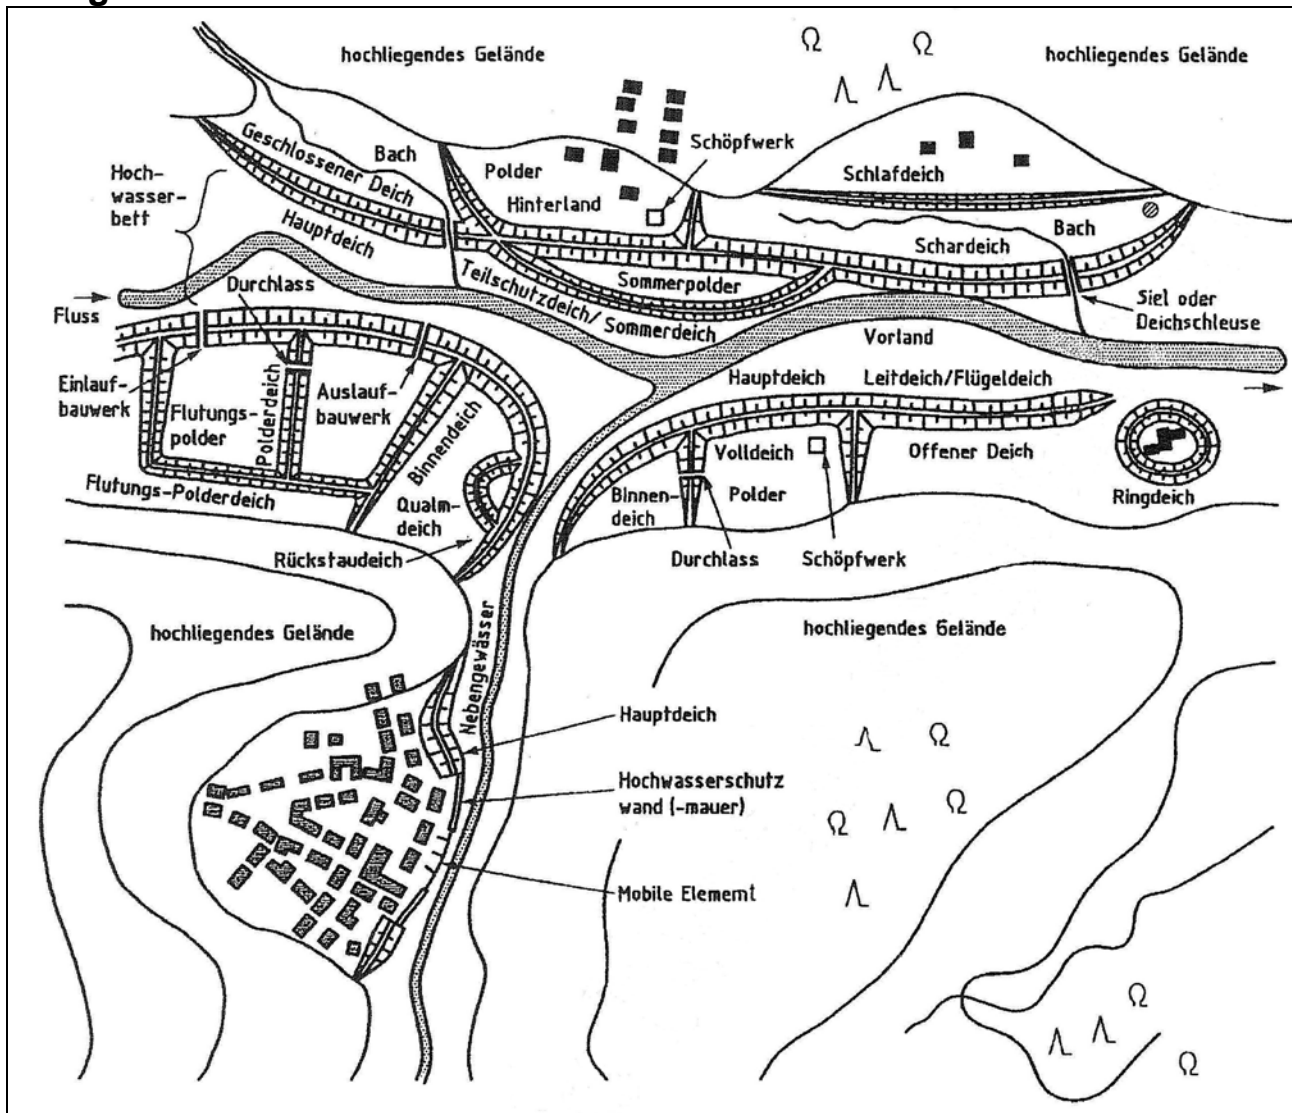 hochliegendes Gelände
hochliegendes Gelände
Geschlossener Deich
Bach
Schöpfwerk
Polder
Hinterland
Schlafdeich
Hoch-
wasser-
bett
Hauptdeich
Schardeich
Bach
Durchlass
Sommerpolder
Teilschutzdeich/ Sommerdeich
Siel oder
Deichschleuse
Fluss
Vorland
Einlauf-
bauwerk
Flutungs-
polder
Polderdeich
Auslauf-
bauwerk
Binnendeich
Hauptdeich
Leitdeich/Flügeldeich
Volldeich
Offener Deich
Flutungs-Polderdeich
Qualm-
deich
Binnen-
deich
Polder
Ringdeich
Rückstaudeich
Durchlass
Schöpfwerk
hochliegendes Gelände
Nebengewässer
hochliegendes Gelände
Hauptdeich
Hochwasserschutz
wand (-mauer)
Mobile Elememt